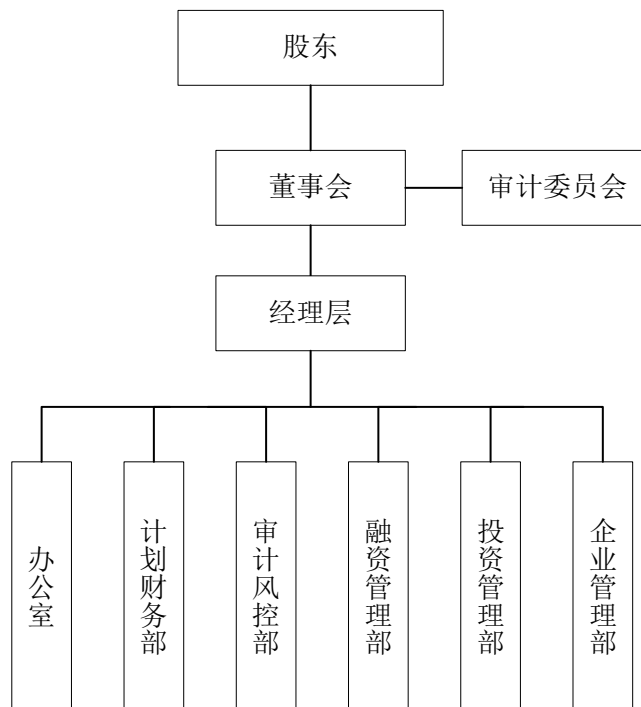 股东
董事会
审计委员会
经理层
办公室
计划财务部
审计风控部
融资管理部
投资管理部
企业管理部